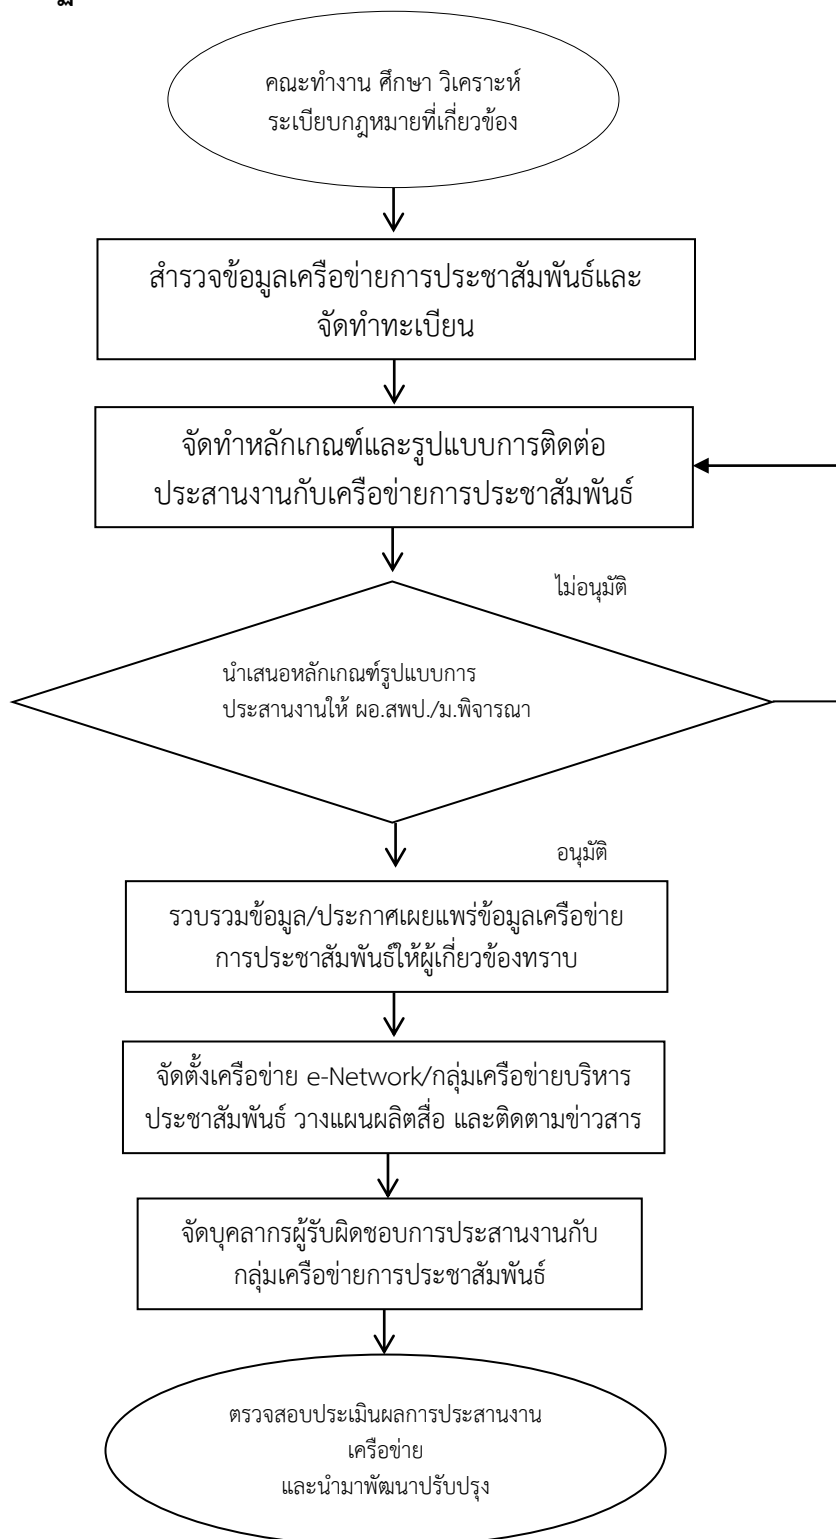 คณะทำงาน ศึกษา วิเคราะห์
ระเบียบกฎหมายที่เกี่ยวข้อง
สำรวจข้อมูลเครือข่ายการประชาสัมพันธ์และ
จัดทำทะเบียน
จัดทำหลักเกณฑ์และรูปแบบการติดต่อ
ประสานงานกับเครือข่ายการประชาสัมพันธ์
ไม่อนุมัติ
นำเสนอหลักเกณฑ์รูปแบบการ
ประสานงานให้ ผอ.สพป./ม.พิจารณา
อนุมัติ
รวบรวมข้อมูล/ประกาศเผยแพร่ข้อมูลเครือข่าย
การประชาสัมพันธ์ให้ผู้เกี่ยวข้องทราบ
จัดตั้งเครือข่าย e-Network/กลุ่มเครือข่ายบริหาร
ประชาสัมพันธ์ วางแผนผลิตสื่อ และติดตามข่าวสาร
จัดบุคลากรผู้รับผิดชอบการประสานงานกับ
กลุ่มเครือข่ายการประชาสัมพันธ์
ตรวจสอบประเมินผลการประสานงาน
เครือข่าย
และนำมาพัฒนาปรับปรุง